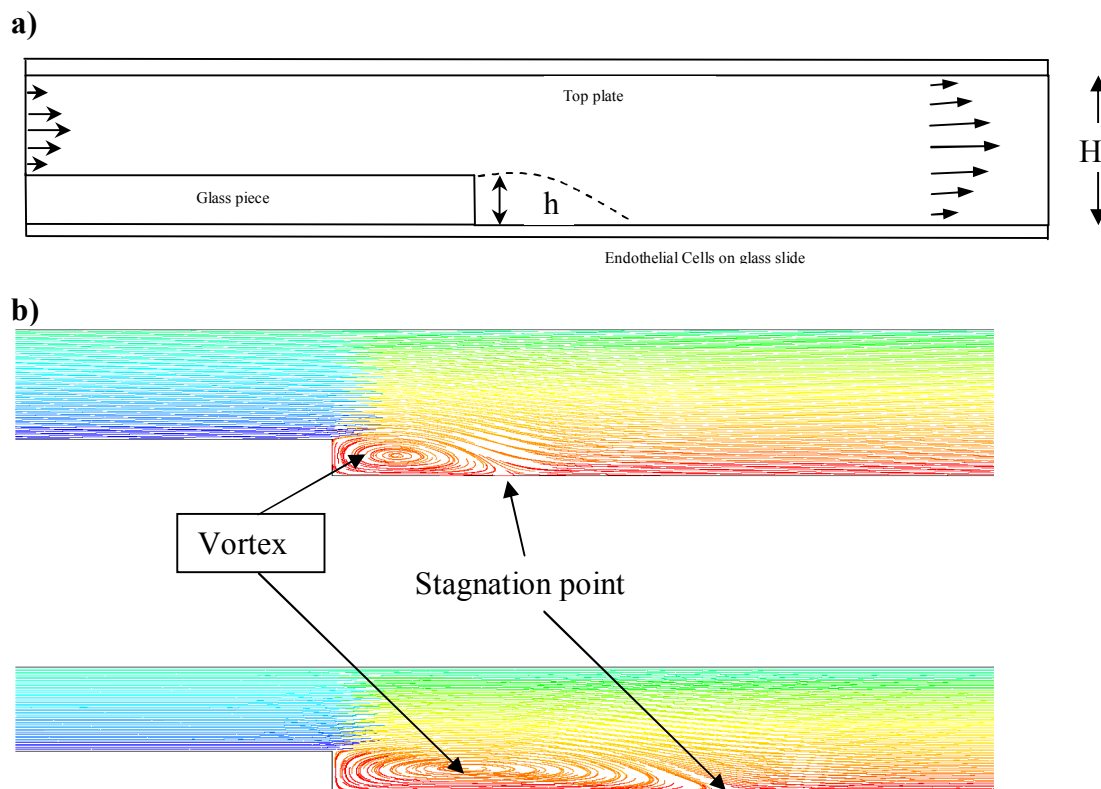 a)
Top plate
H
Glass piece
h
Endothelial Cells on glass slide
b)
Vortex
Stagnation point